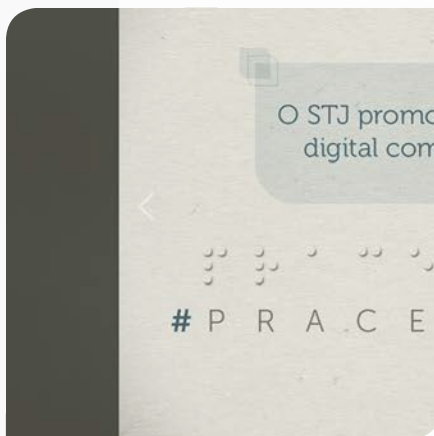 O STJ promo
digital com
⠏⠗⠁⠉⠑
#PRACE